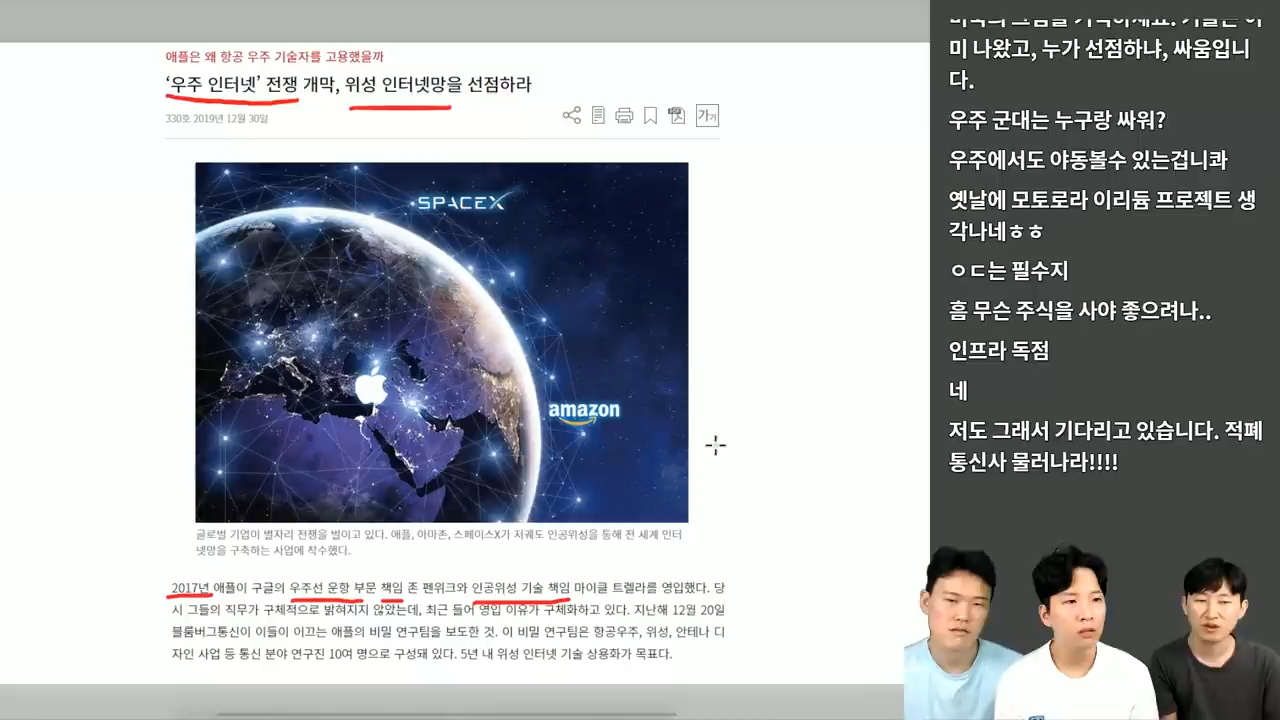 애플은 왜 항공 우주 기술자를 고용했을까
‘우주 인터넷’ 전쟁 개막, 위성 인터넷망을 선점하라
330호 2019년 12월 30일
가가
SPACEX
amazon
글로벌 기업이 별자리 전쟁을 벌이고 있다. 애플, 아마존, 스페이스X가 저궤도 인공위성을 통해 전 세계 인터
넷망을 구축하는 사업에 착수했다.
2017년 애플이 구글의 우주선 운항 부문 책임 존 펜위크와 인공위성 기술 책임 마이클 트렐라를 영입했다. 당
시 그들의 직무가 구체적으로 밝혀지지 않았는데, 최근 들어 영입 이유가 구체화하고 있다. 지난해 12월 20일
블룸버그통신이 이들이 이끄는 애플의 비밀 연구팀을 보도한 것. 이 비밀 연구팀은 항공우주, 위성, 안테나 디
자인 사업 등 통신 분야 연구진 10여 명으로 구성돼 있다. 5년 내 위성 인터넷 기술 상용화가 목표다.
미 나왔고, 누가 선점하냐, 싸움입니
다.
우주 군대는 누구랑 싸워?
우주에서도 야동볼수 있는겁니콰
옛날에 모토로라 이리듐 프로젝트 생
각나네ㅎㅎ
ㅇㄷ는 필수지
흠 무슨 주식을 사야 좋으려나..
인프라 독점
네
저도 그래서 기다리고 있습니다. 적폐
통신사 물러나라!!!!